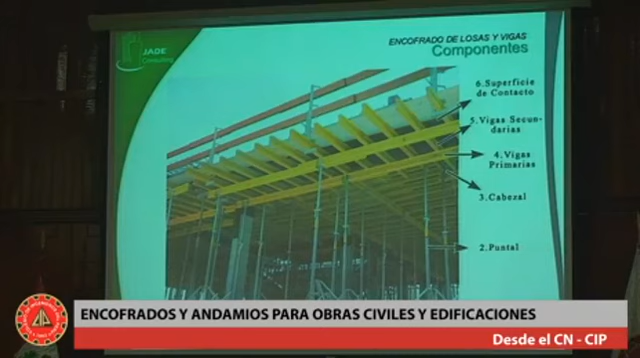 JADE
Consulting
ENCOFRADO DE LOSAS Y VIGAS
Componentes
6.Superficie
de Contacto
5.Vigas Secun-
darias
4.Vigas
Primarias
3.Cabezal
2.Puntal
ENCOFRADOS Y ANDAMIOS PARA OBRAS CIVILES Y EDIFICACIONES
Desde el CN - CIP